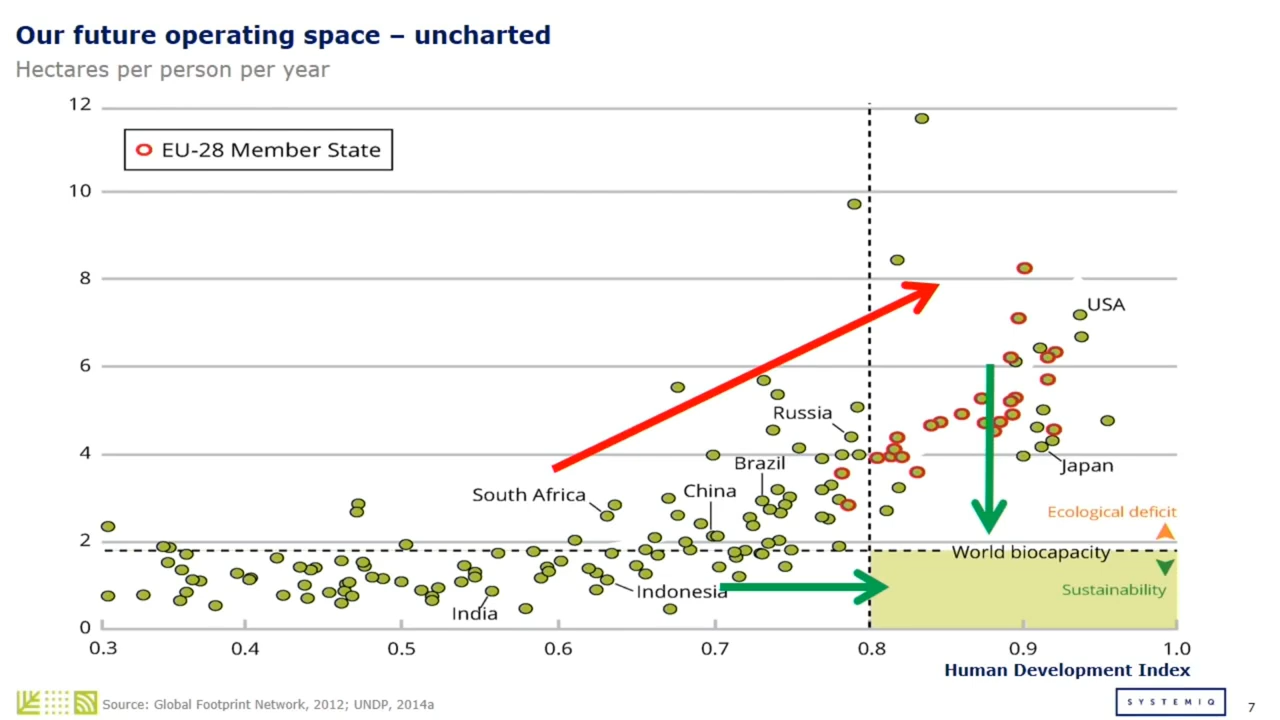 Our future operating space – uncharted
Hectares per person per year
12
EU-28 Member State
10
8
USA
6
Russia
4
Brazil
Japan
China
South Africa
Ecological deficit
2
World biocapacity
Sustainability
Indonesia
India
0
0.3 0.4 0.5 0.6 0.7 0.8 0.9 1.0
Human Development Index
Source: Global Footprint Network, 2012; UNDP, 2014a
SYSTEMIQ
7